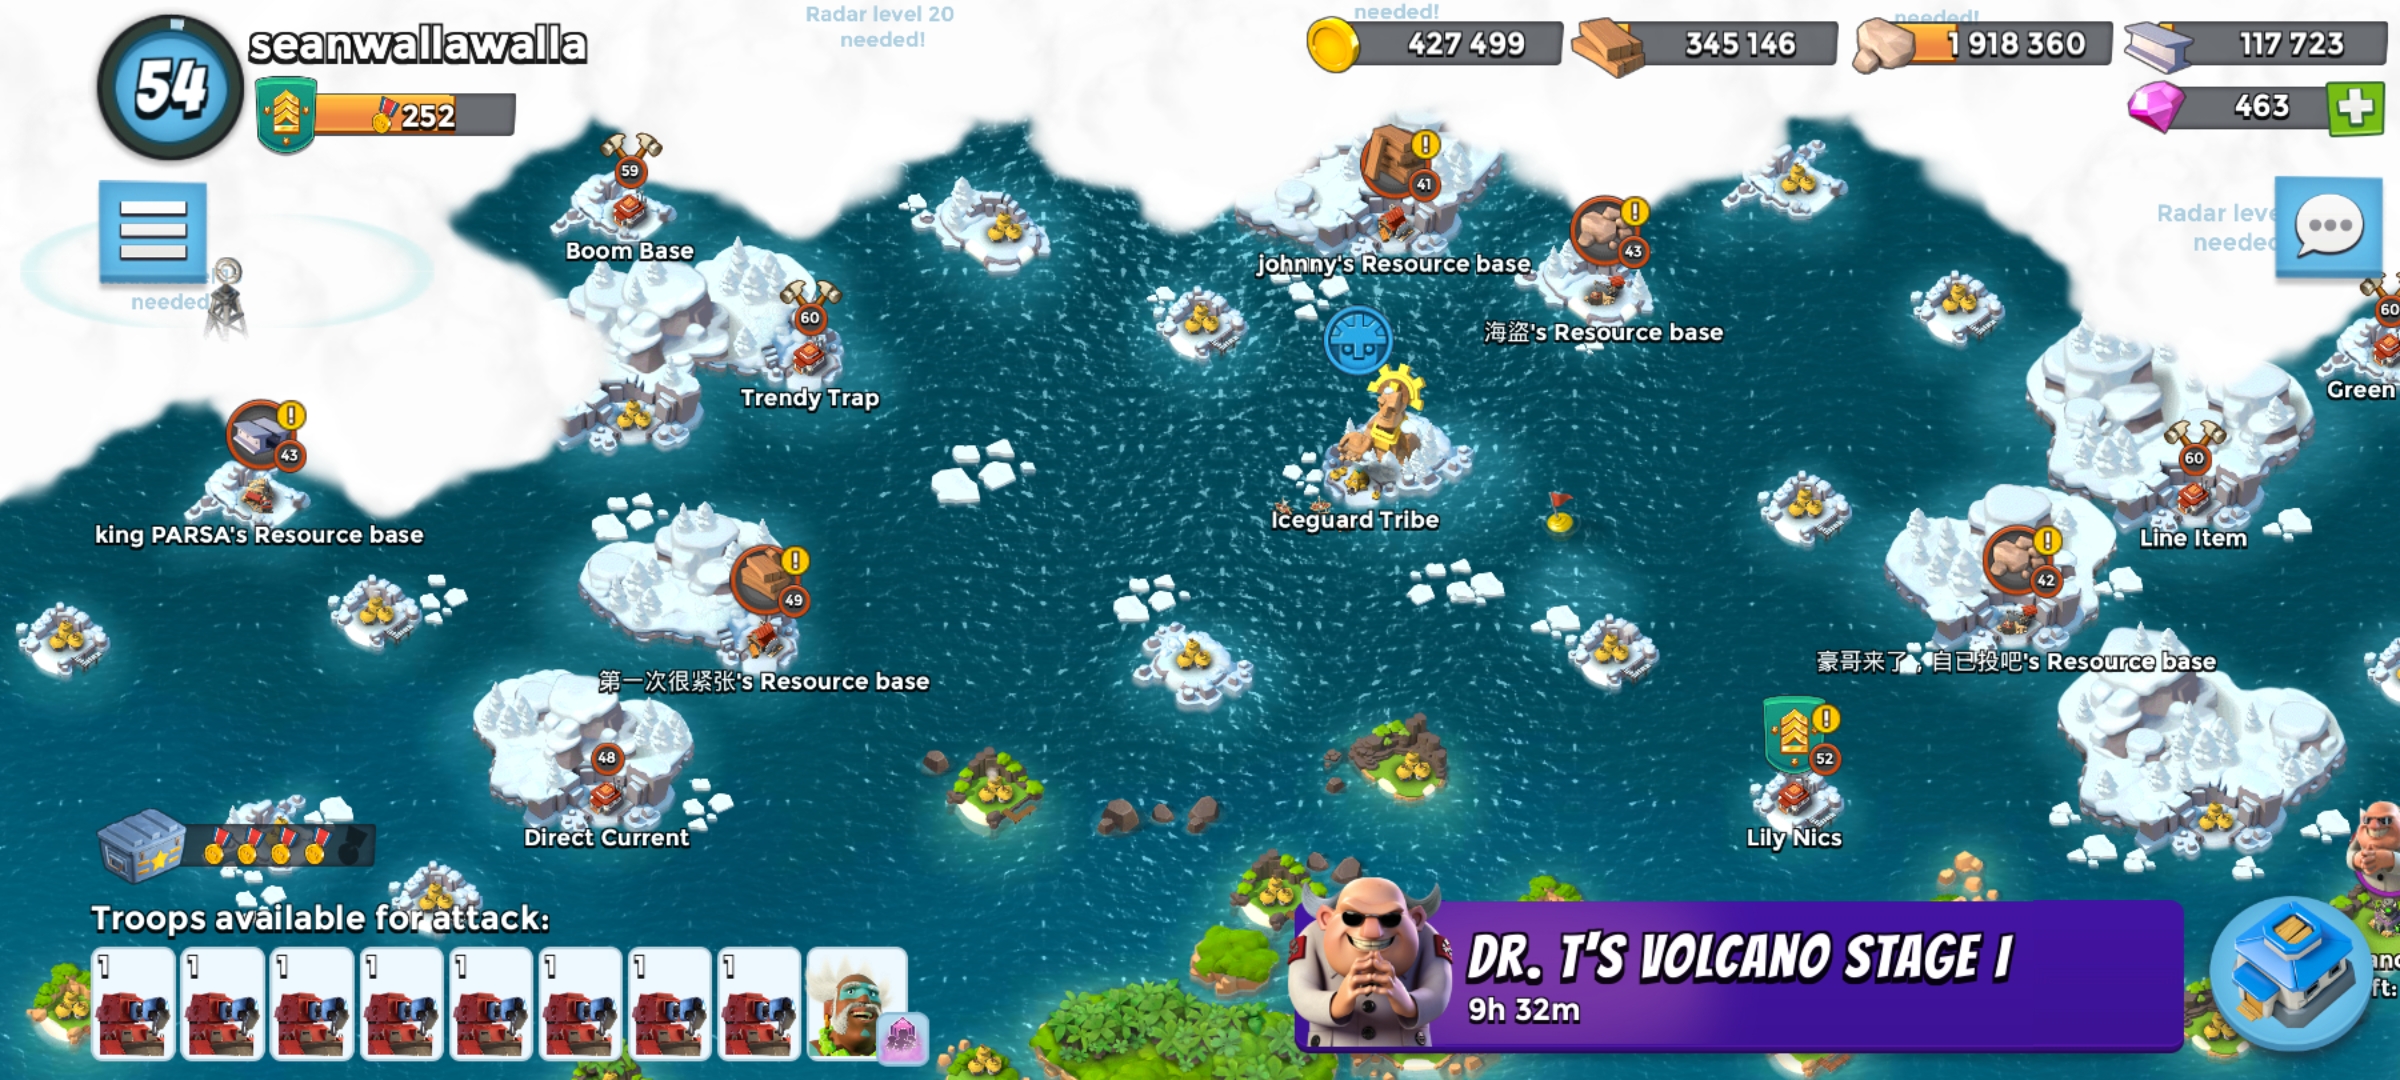 Radar level 20
needed!
needed!
needed!
54
seanwallawalla
252
427 499
345 146
1 918 360
117 723
463
Radar leve
needed
59
Boom Base
41
johnny's Resource base
43
海盗's Resource base
needed
60
Trendy Trap
60
Green
43
king PARSA's Resource base
60
Line Item
Iceguard Tribe
49
第一次很紧张's Resource base
42
豪哥来了，自已投吧's Resource base
48
Direct Current
52
Lily Nics
Troops available for attack:
1
1
1
1
1
1
1
1
DR. T'S VOLCANO STAGE I
9h 32m
ft: